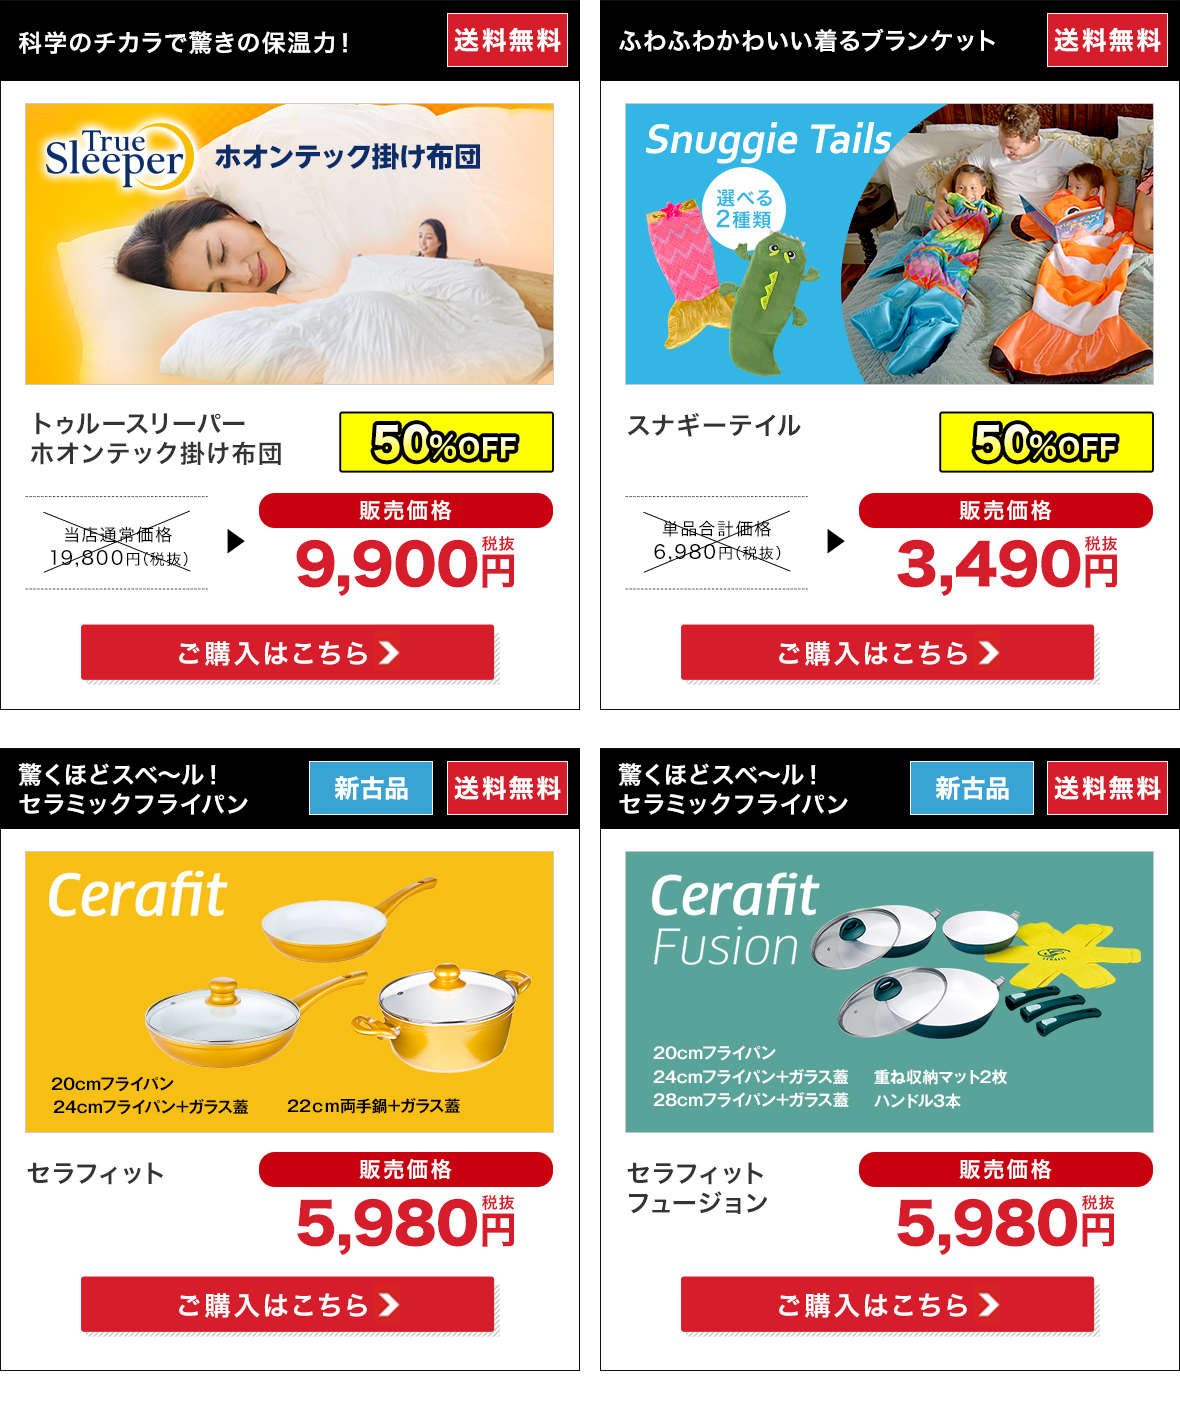 科学のチカラで驚きの保温力！
送料無料
True
Sleeper
ホオンテック掛け布団
トゥルースリーパー
ホオンテック掛け布団
50%OFF
当店通常価格
19,800円(税抜)
販売価格
9,900円 税抜
ご購入はこちら
ふわふわかわいい着るブランケット
送料無料
Snuggie Tails
選べる
2種類
スナギーテイル
50%OFF
単品合計価格
6,980円(税抜)
販売価格
3,490円 税抜
ご購入はこちら
驚くほどスベ〜ル！
セラミックフライパン
新古品
送料無料
Cerafit
20cmフライパン
24cmフライパン+ガラス蓋
22cm両手鍋+ガラス蓋
セラフィット
販売価格
5,980円 税抜
ご購入はこちら
驚くほどスベ〜ル！
セラミックフライパン
新古品
送料無料
Cerafit
Fusion
CERAFIT
20cmフライパン
24cmフライパン+ガラス蓋
28cmフライパン+ガラス蓋
重ね収納マット2枚
ハンドル3本
セラフィット
フュージョン
販売価格
5,980円 税抜
ご購入はこちら